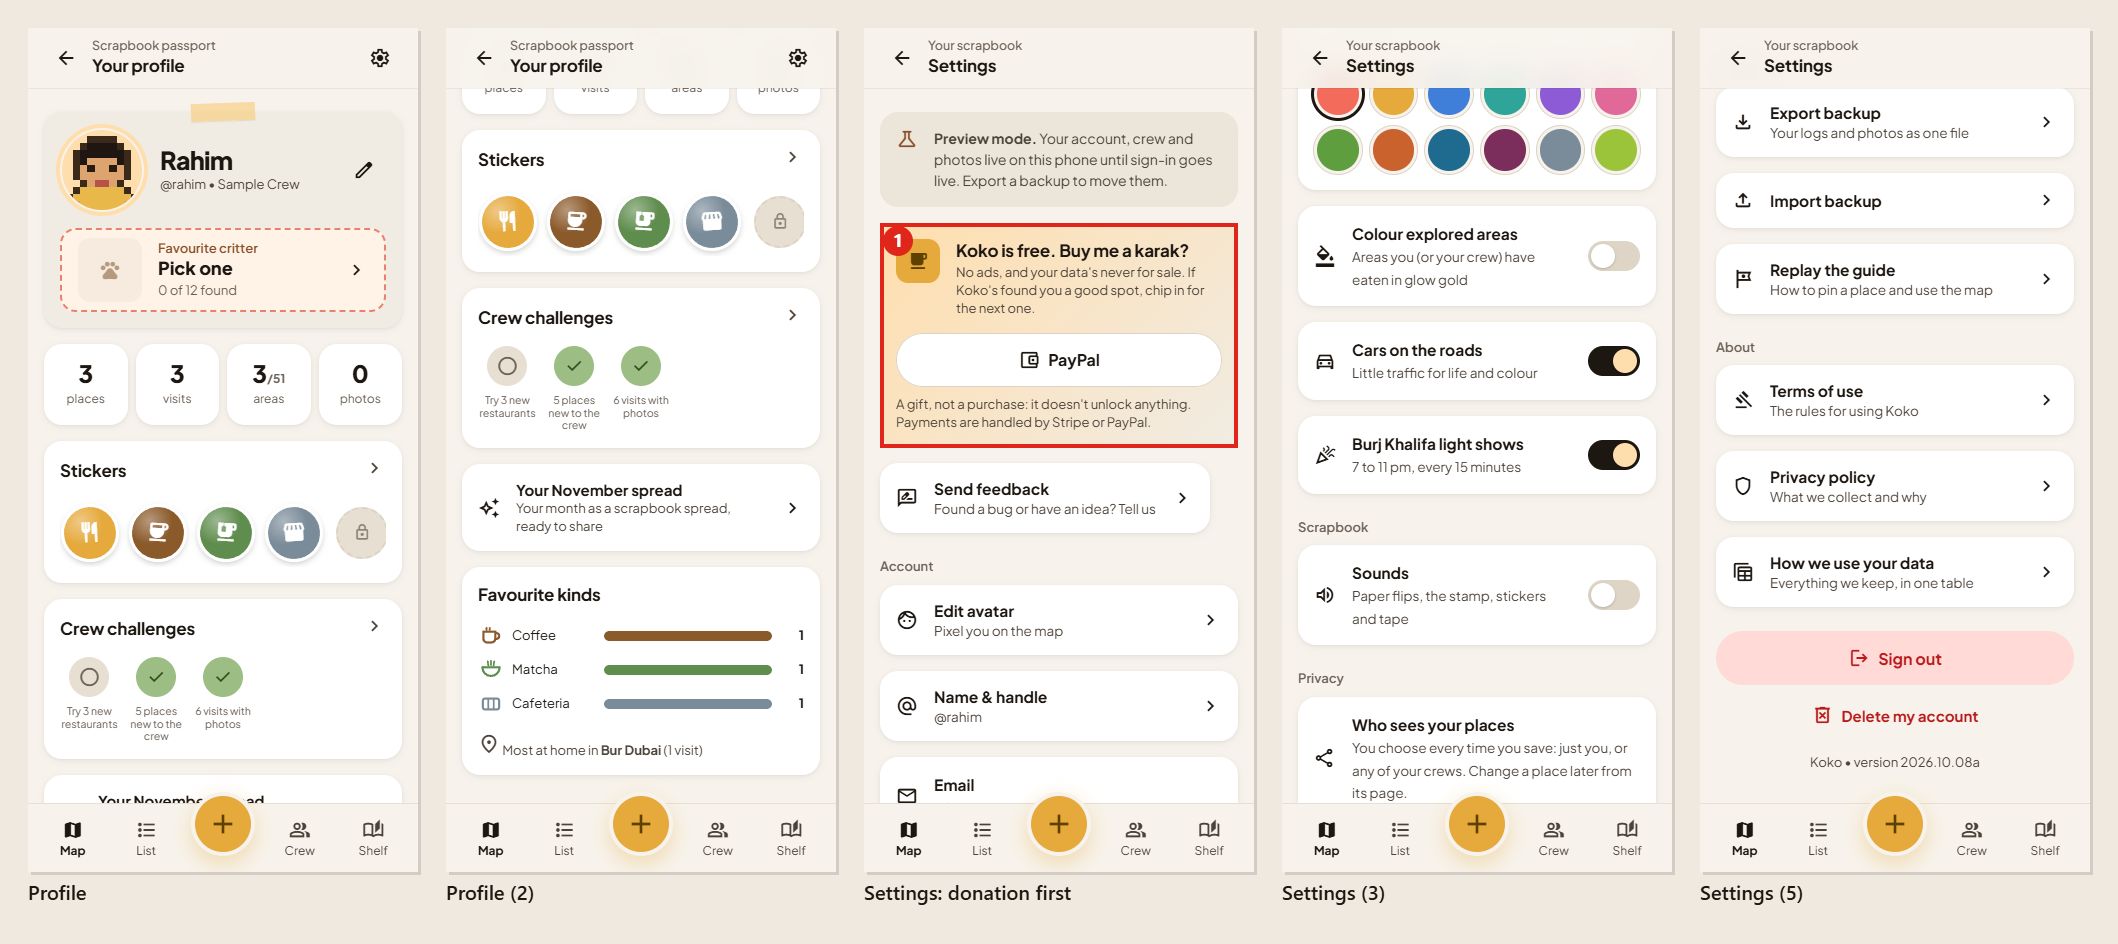 Scrapbook passport
Your profile
Rahim
@rahim • Sample Crew
Favourite critter
Pick one
0 of 12 found
3
places
3
visits
3/51
areas
0
photos
Stickers
Crew challenges
Try 3 new
restaurants
5 places
new to the
crew
6 visits with
photos
Your November spread
Map
List
Crew
Shelf
Profile
Scrapbook passport
Your profile
places
visits
areas
photos
Stickers
Crew challenges
Try 3 new
restaurants
5 places
new to the
crew
6 visits with
photos
Your November spread
Your month as a scrapbook spread,
ready to share
Favourite kinds
Coffee 1
Matcha 1
Cafeteria 1
Most at home in Bur Dubai (1 visit)
Map
List
Crew
Shelf
Profile (2)
Your scrapbook
Settings
Preview mode. Your account, crew and
photos live on this phone until sign-in goes
live. Export a backup to move them.
1
Koko is free. Buy me a karak?
No ads, and your data's never for sale. If
Koko's found you a good spot, chip in for
the next one.
PayPal
A gift, not a purchase: it doesn't unlock anything.
Payments are handled by Stripe or PayPal.
Send feedback
Found a bug or have an idea? Tell us
Account
Edit avatar
Pixel you on the map
Name & handle
@rahim
Email
Map
List
Crew
Shelf
Settings: donation first
Your scrapbook
Settings
Colour explored areas
Areas you (or your crew) have
eaten in glow gold
Cars on the roads
Little traffic for life and colour
Burj Khalifa light shows
7 to 11 pm, every 15 minutes
Scrapbook
Sounds
Paper flips, the stamp, stickers
and tape
Privacy
Who sees your places
You choose every time you save: just you, or
any of your crews. Change a place later from
its page.
Map
List
Crew
Shelf
Settings (3)
Your scrapbook
Settings
Export backup
Your logs and photos as one file
Import backup
Replay the guide
How to pin a place and use the map
About
Terms of use
The rules for using Koko
Privacy policy
What we collect and why
How we use your data
Everything we keep, in one table
Sign out
Delete my account
Koko • version 2026.10.08a
Map
List
Crew
Shelf
Settings (5)